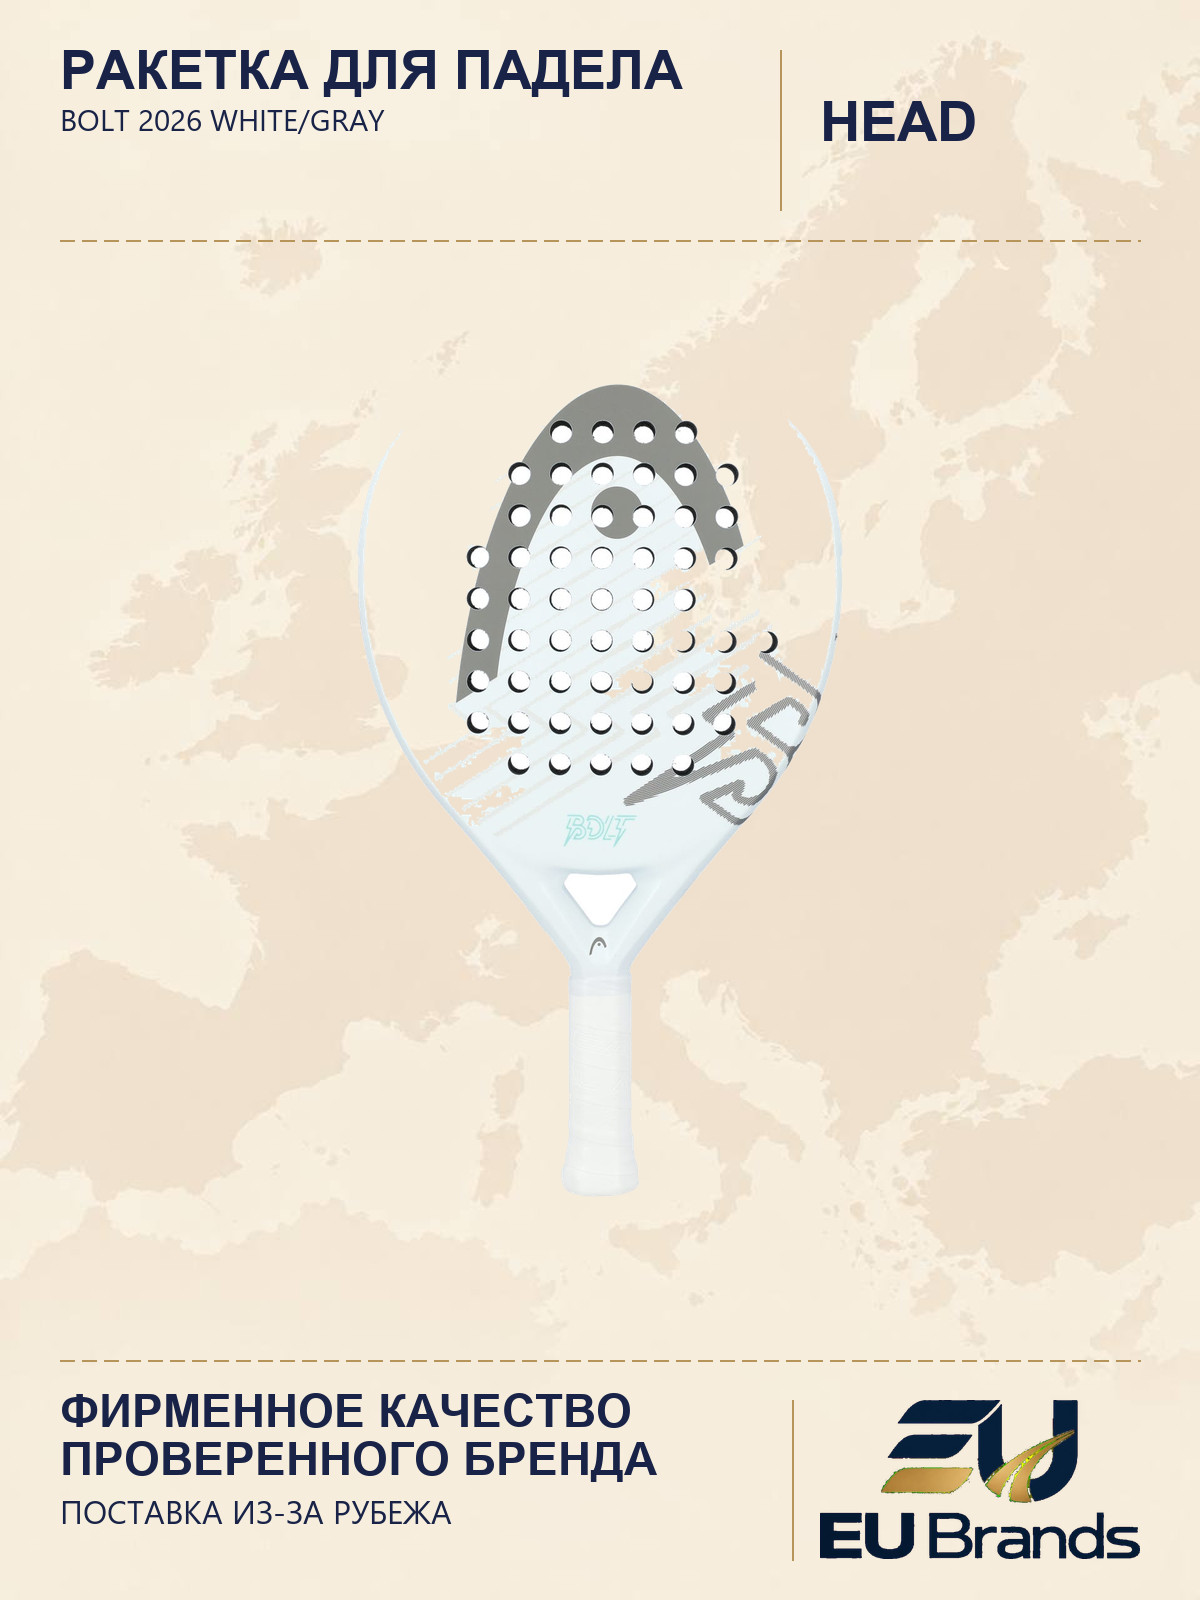 РАКЕТКА ДЛЯ ПАДЕЛА
BOLT 2026 WHITE/GRAY
HEAD
BOLT
ФИРМЕННОЕ КАЧЕСТВО
ПРОВЕРЕННОГО БРЕНДА
ПОСТАВКА ИЗ-ЗА РУБЕЖА
EU
EU Brands